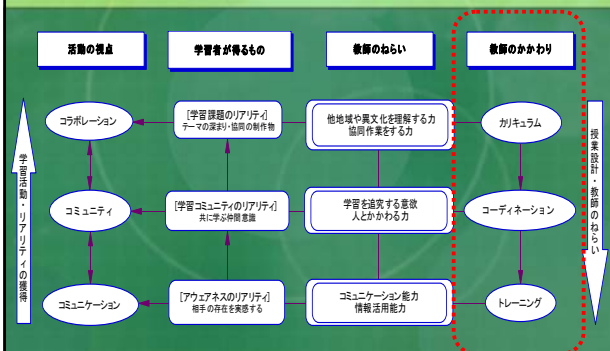 活動の視点
学習者が得るもの
教師のねらい
教師のかかわり
コラボレーション
[学習課題のリアリティ]
テーマの深まり・協同の制作物
他地域や異文化を理解する力
協同作業をする力
カリキュラム
コミュニティ
[学習コミュニティのリアリティ]
共に学ぶ仲間意識
学習を追究する意欲
人とかかわる力
コーディネーション
コミュニケーション
[アウェアネスのリアリティ]
相手の存在を実感する
コミュニケーション能力
情報活用能力
トレーニング
学習活動・リアリティの獲得
授業設計・教師のねらい